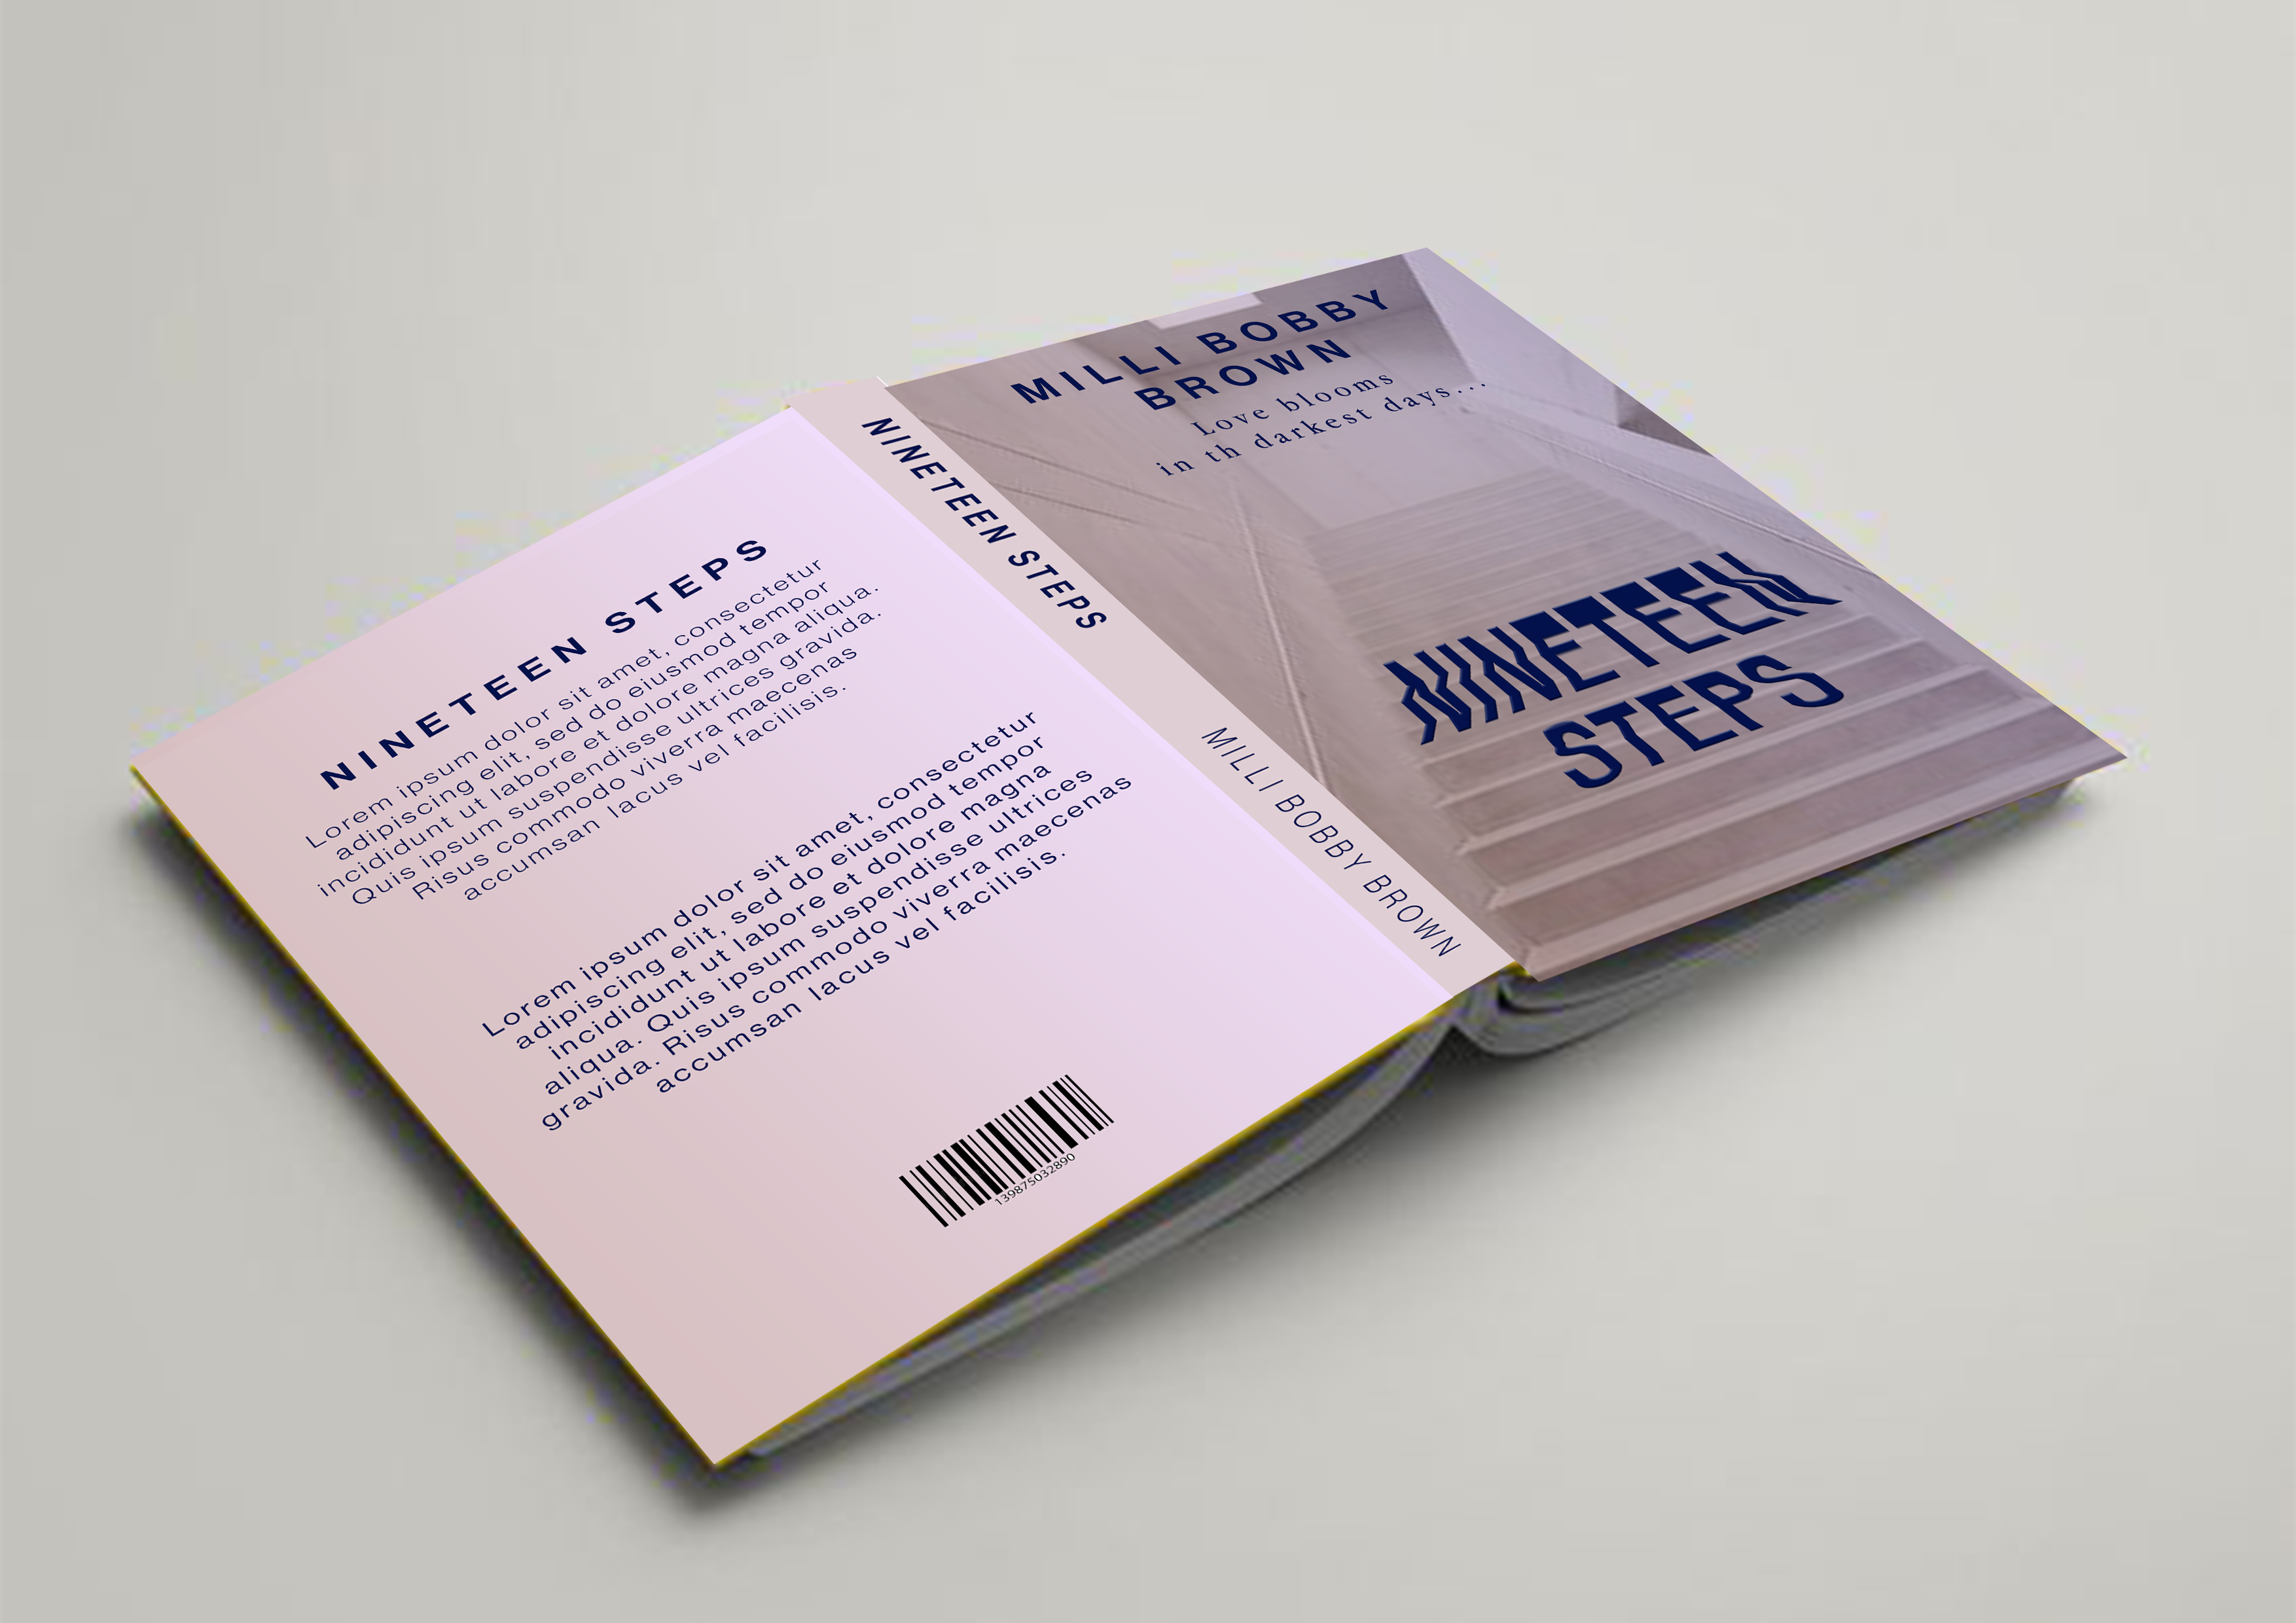 NINETEEN STEPS
Lorem ipsum dolor sit amet, consectetur
adipiscing elit, sed do eiusmod tempor
incididunt ut labore et dolore magna aliqua.
Quis ipsum suspendisse ultrices gravida.
Risus commodo viverra maecenas
accumsan lacus vel facilisis.
Lorem ipsum dolor sit amet, consectetur
adipiscing elit, sed do eiusmod tempor
incididunt ut labore et dolore magna
aliqua. Quis ipsum suspendisse ultrices
gravida. Risus commodo viverra maecenas
accumsan lacus vel facilisis.
139875032890
NINETEEN STEPS
MILLI BOBBY BROWN
MILLI BOBBY
BROWN
Love blooms
in th darkest days...
NINETEEN
STEPS